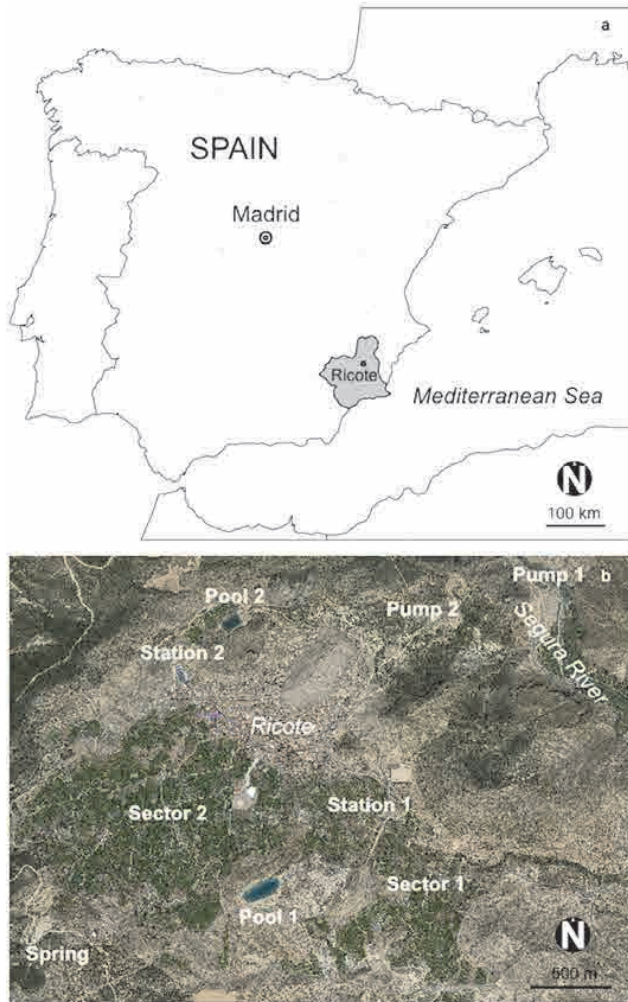 a
SPAIN
Madrid
Ricote
Mediterranean Sea
N
100 km
Pump 1
b
Pool 2
Pump 2
Station 2
Segura River
Ricote
Sector 2
Station 1
Sector 1
Pool 1
Spring
N
500 m